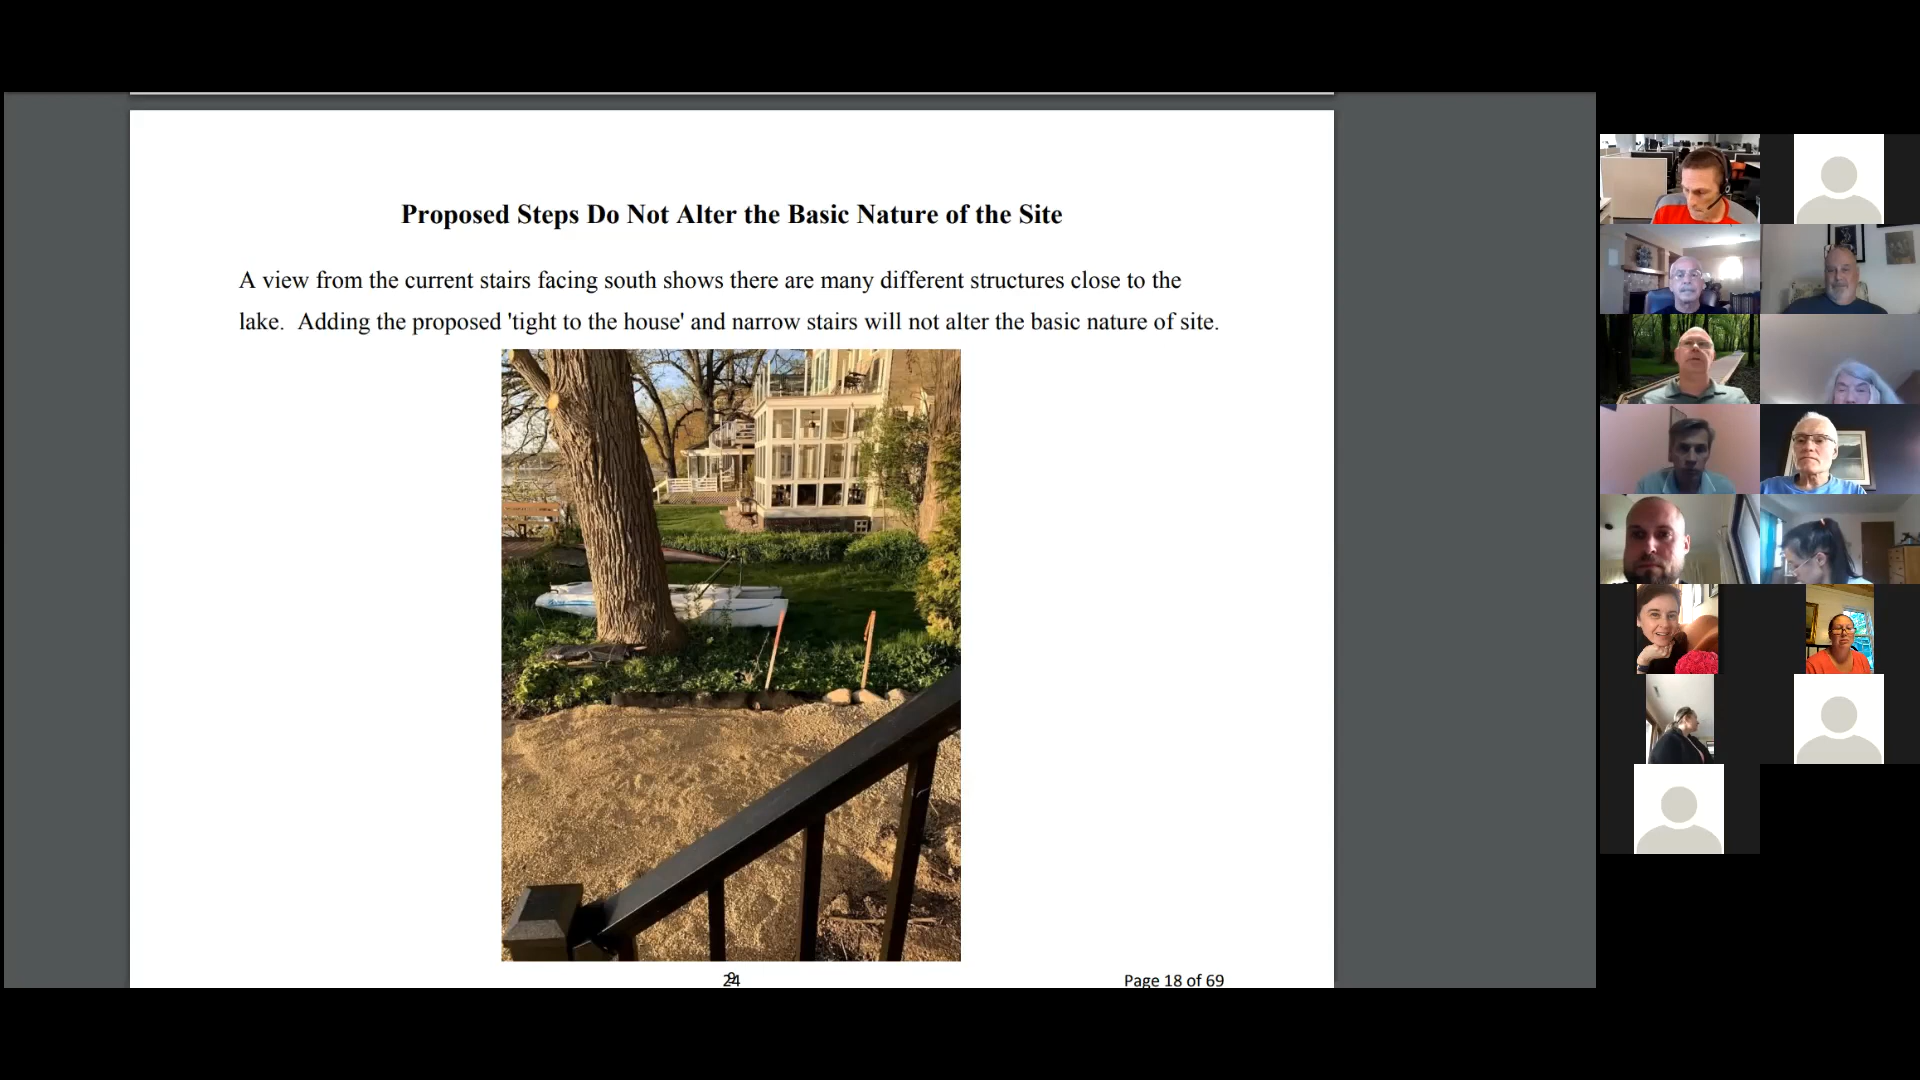 Proposed Steps Do Not Alter the Basic Nature of the Site
A view from the current stairs facing south shows there are many different structures close to the
lake.  Adding the proposed 'tight to the house' and narrow stairs will not alter the basic nature of site.
Page 18 of 69